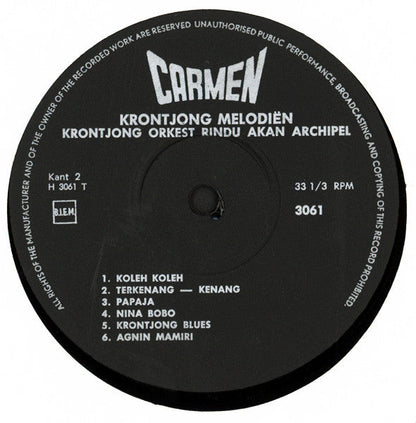 ALL RIGHTS OF THE MANUFACTURER AND OF THE OWNER OF THE RECORDED WORK ARE RESERVED UNAUTHORISED PUBLIC PERFORMANCE, BROADCASTING AND COPYING OF THIS RECORD PROHIBITED.
CARMEN
KRONTJONG MELODIËN
KRONTJONG ORKEST RINDU AKAN ARCHIPEL
Kant 2
H 3061 T
33 1/3 RPM
B.I.E.M.
3061
1. KOLEH KOLEH
2. TERKENANG — KENANG
3. PAPAJA
4. NINA BOBO
5. KRONTJONG BLUES
6. AGNIN MAMIRI